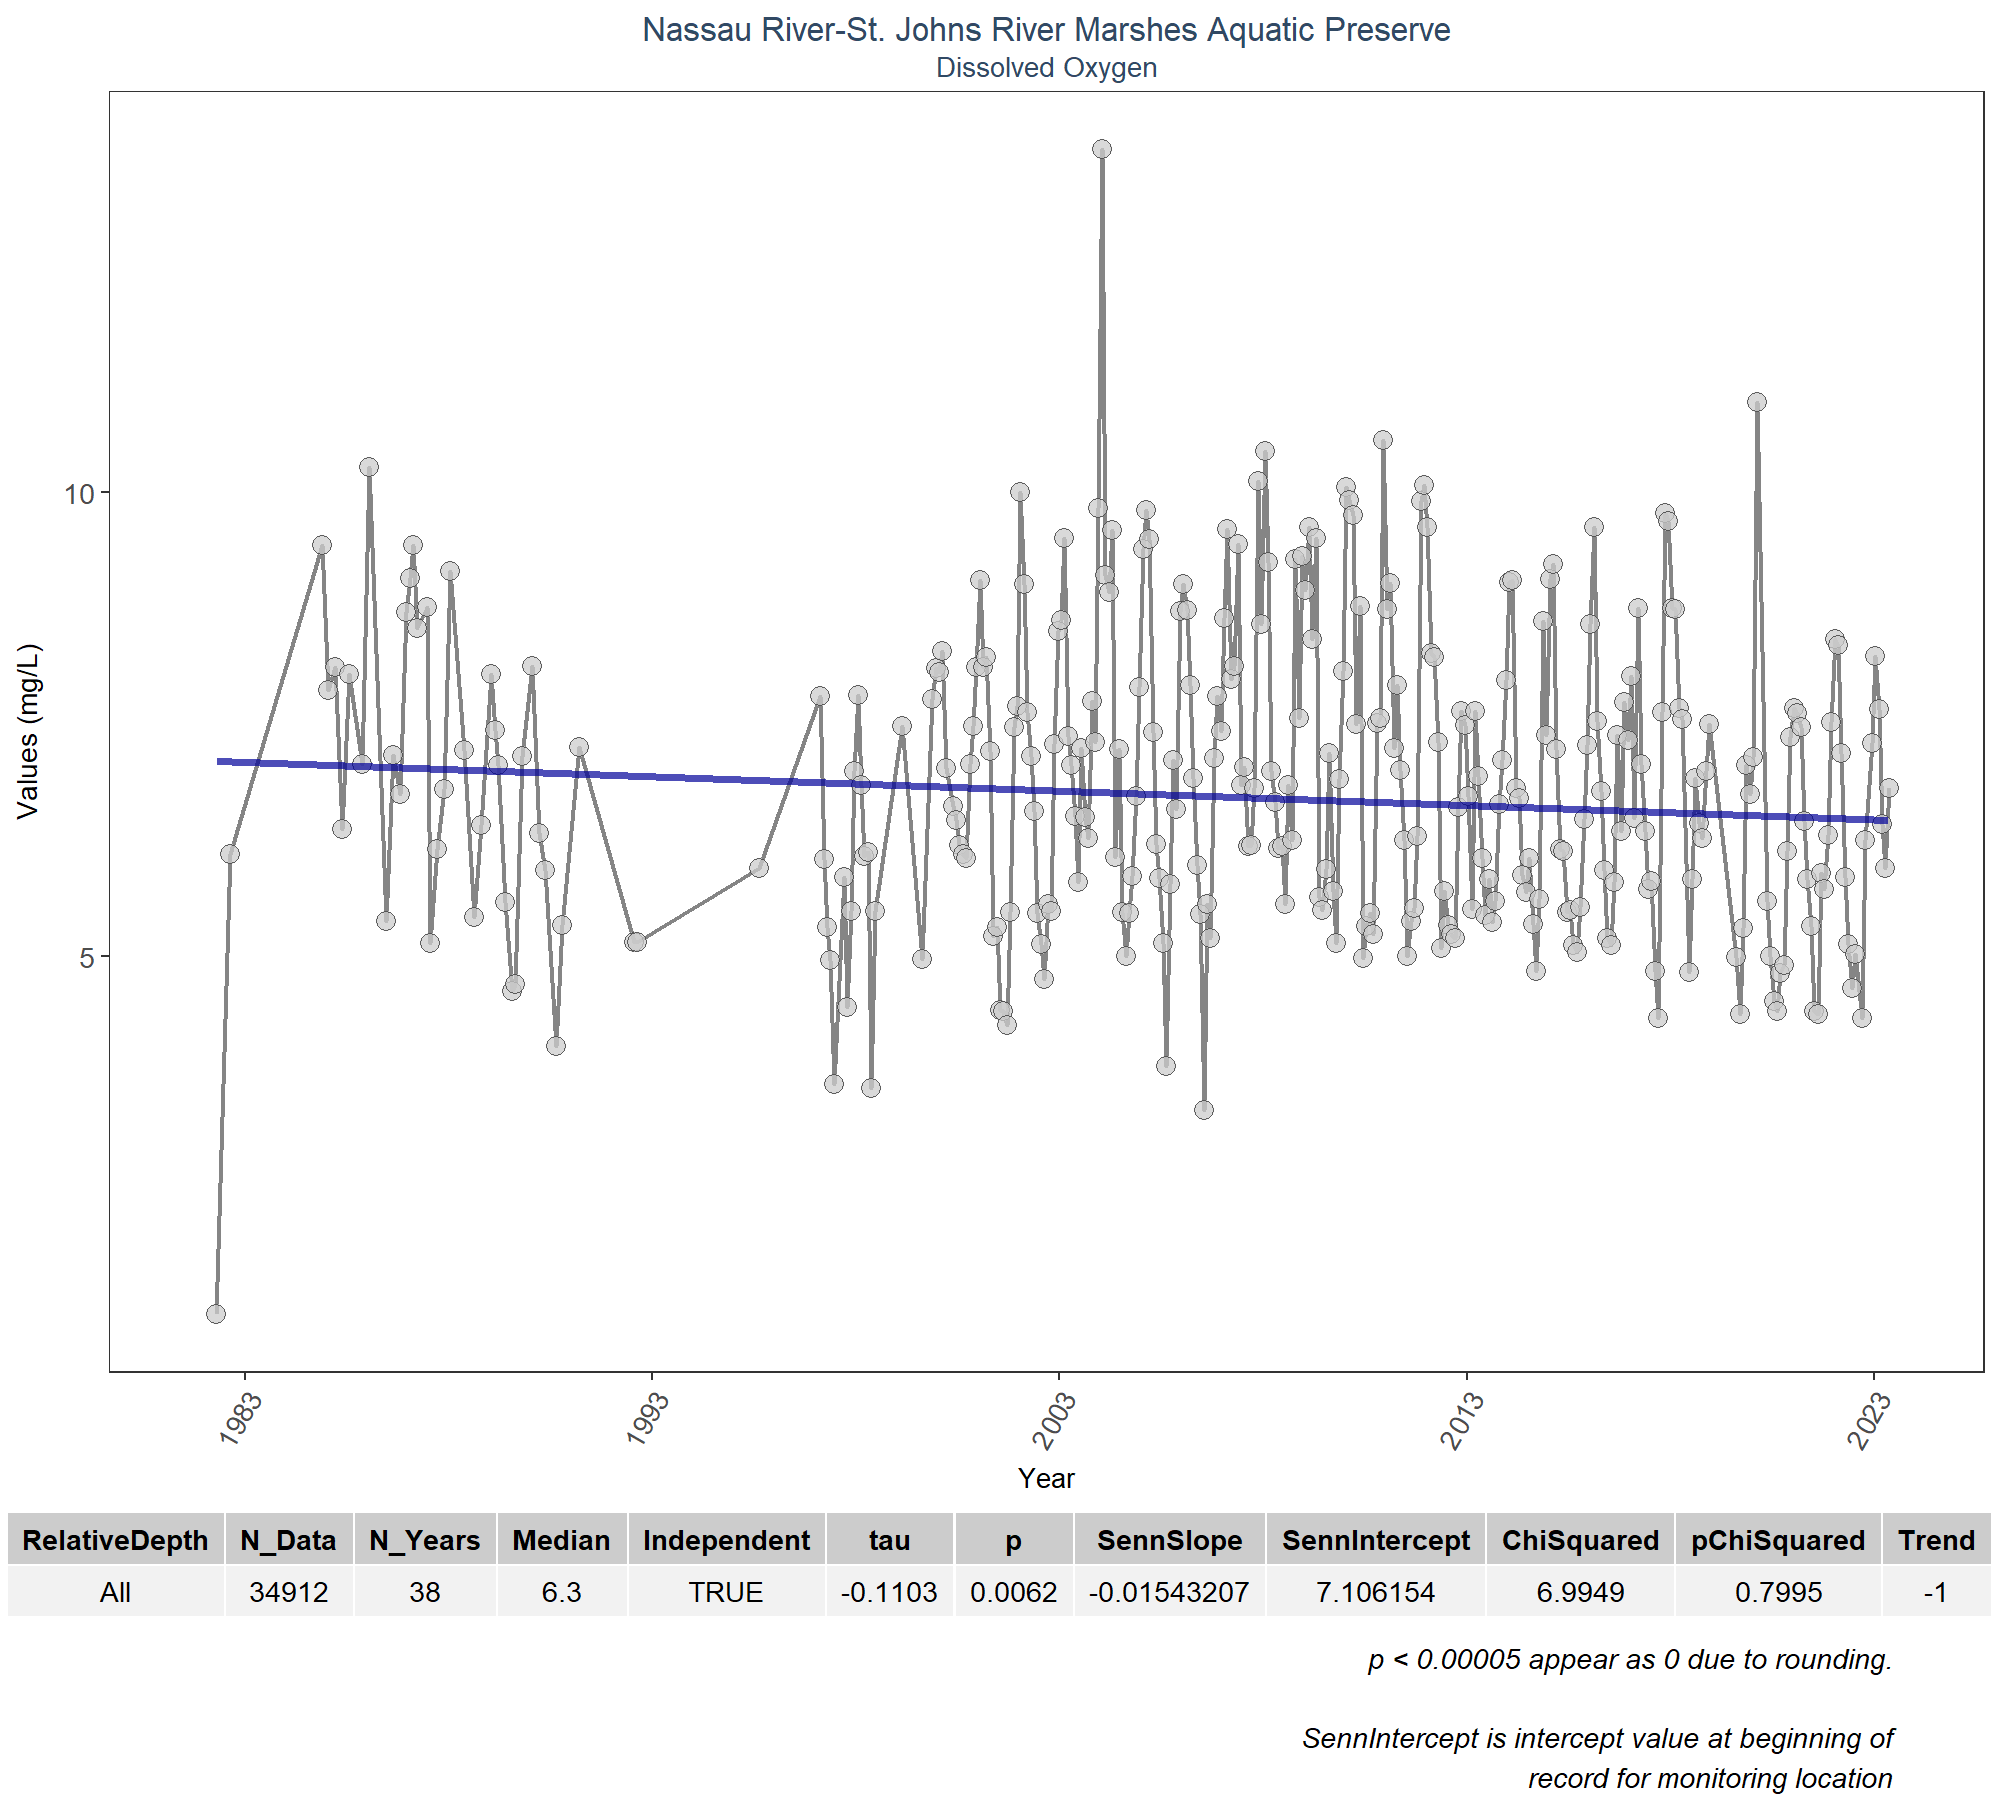 Nassau River-St. Johns River Marshes Aquatic Preserve
Dissolved Oxygen
Values (mg/L)
10
5
1983
1993
2003
2013
2023
Year
RelativeDepth N_Data N_Years Median Independent tau p SennSlope SennIntercept ChiSquared pChiSquared Trend
All 34912 38 6.3 TRUE -0.1103 0.0062 -0.01543207 7.106154 6.9949 0.7995 -1
p < 0.00005 appear as 0 due to rounding.
SennIntercept is intercept value at beginning of
record for monitoring location